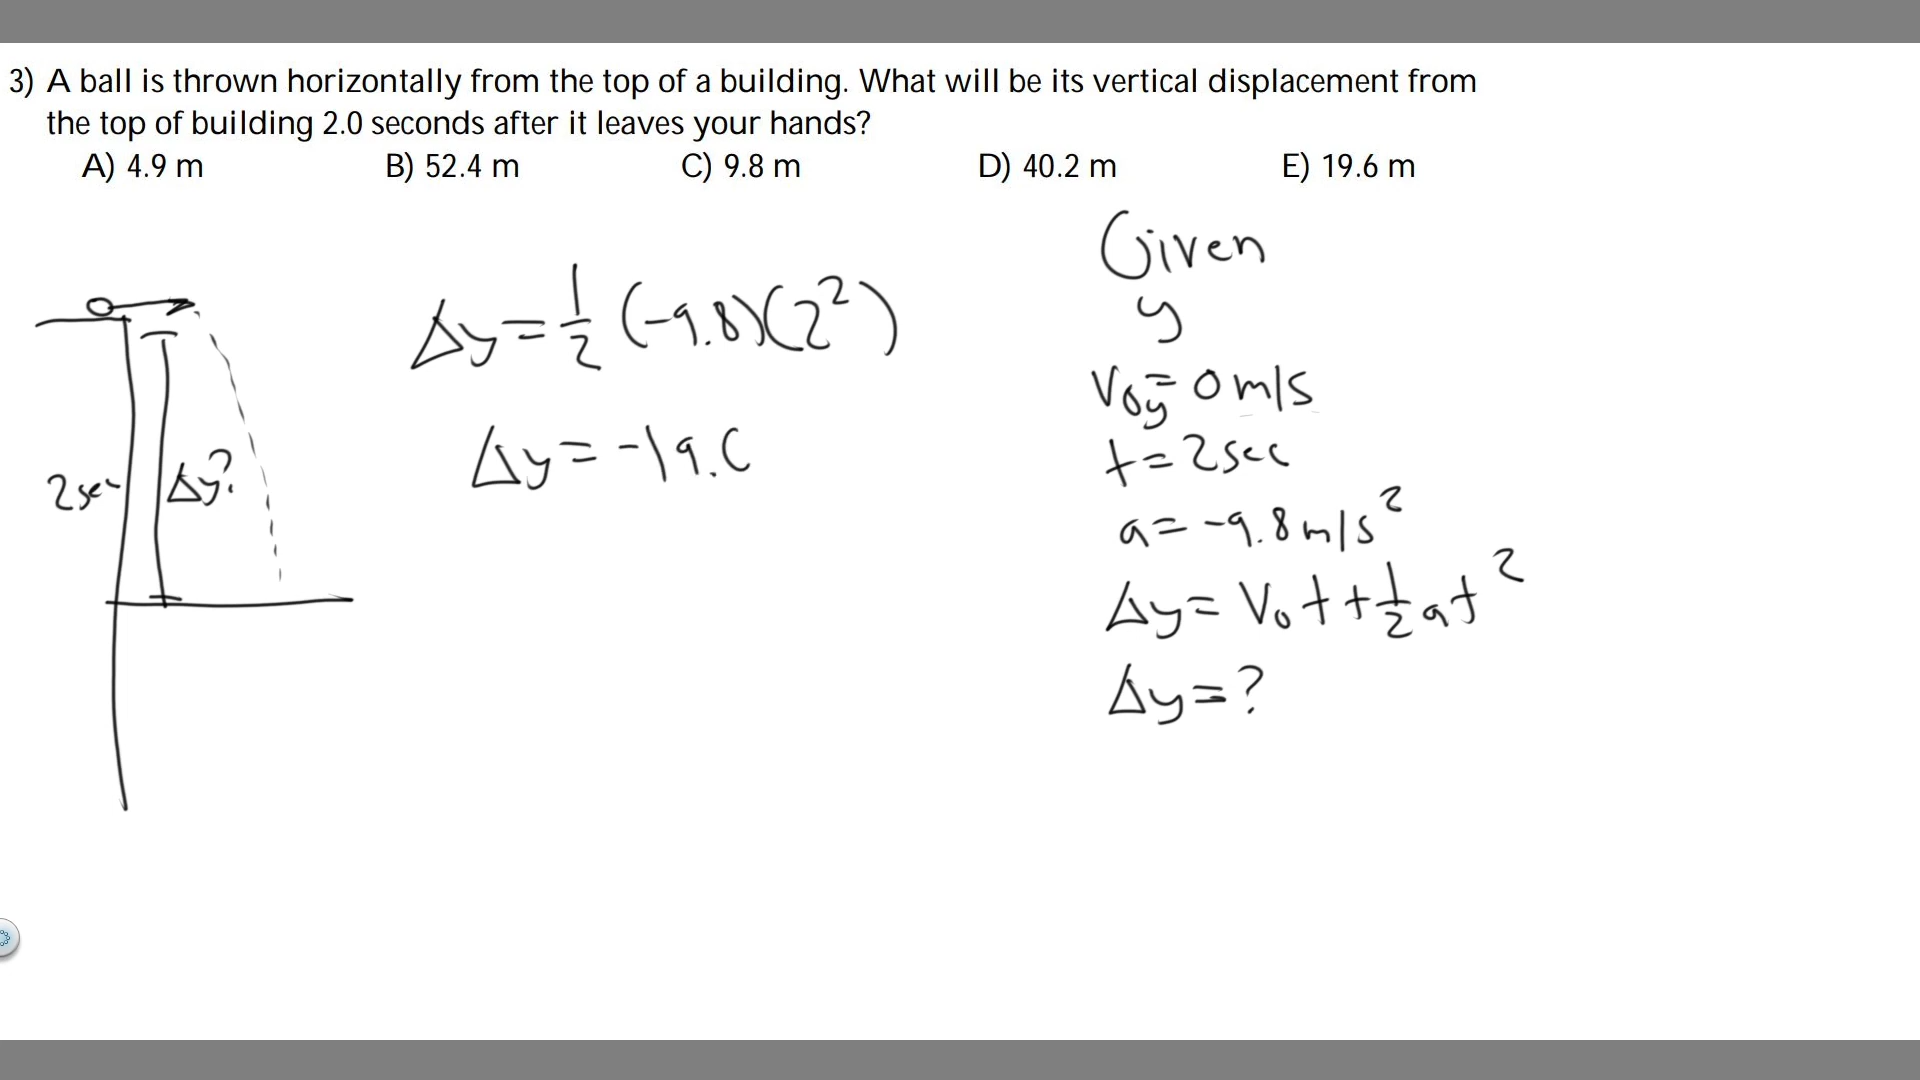 3) A ball is thrown horizontally from the top of a building. What will be its vertical displacement from
the top of building 2.0 seconds after it leaves your hands?
A) 4.9 m B) 52.4 m C) 9.8 m D) 40.2 m E) 19.6 m
Δy = 1/2 (-9.8)(2²)
Δy = -19.
2sec Δy?
Given
y
V₀y = 0 m/s
t = 2sec
a = -9.8 m/s²
Δy = V₀t + 1/2 at²
Δy = ?